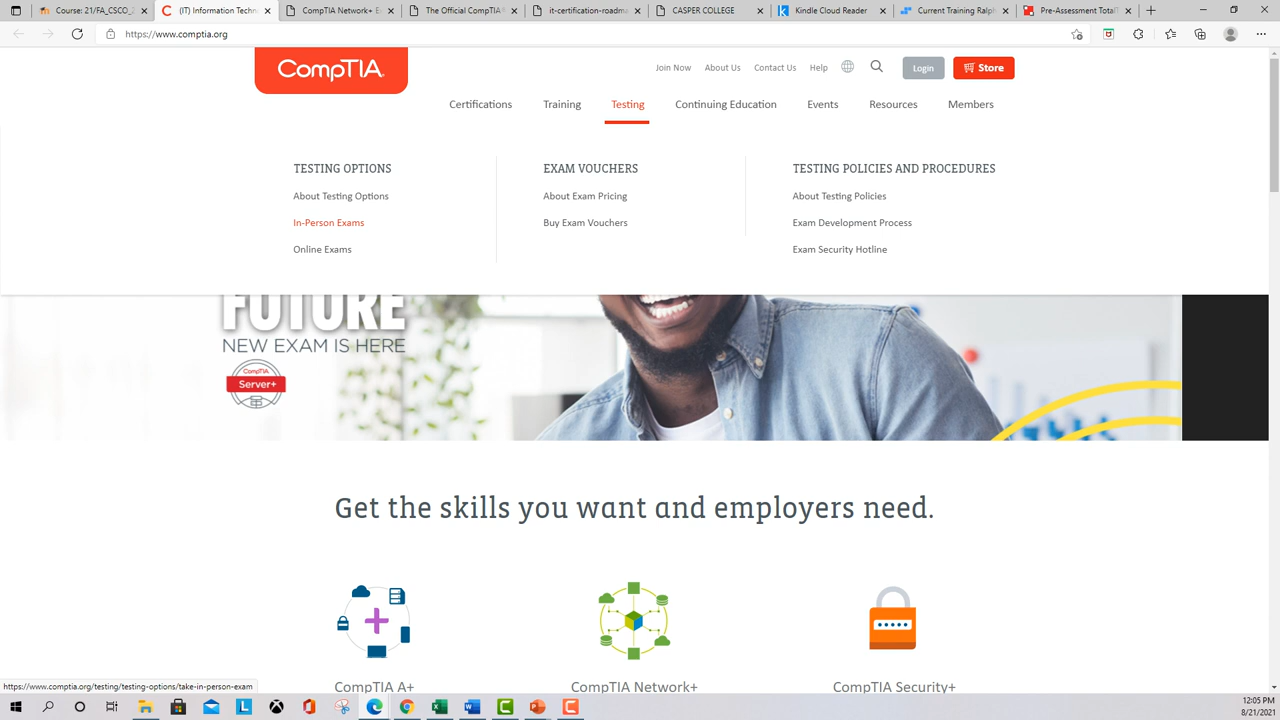 Course: 21/FA_CSCO_2
(IT) Information Techno
CompTIA Network+ E
The Official CompTIA
it-certification-roadma
CASPER COLLEGE
Kindle Cloud Reader
Current Training Ralph
Pre-Assessment Total
https://www.comptia.org
CompTIA
Join Now
About Us
Contact Us
Help
Login
Store
Certifications
Training
Testing
Continuing Education
Events
Resources
Members
TESTING OPTIONS
About Testing Options
In-Person Exams
Online Exams
EXAM VOUCHERS
About Exam Pricing
Buy Exam Vouchers
TESTING POLICIES AND PROCEDURES
About Testing Policies
Exam Development Process
Exam Security Hotline
FUTURE
NEW EXAM IS HERE
CompTIA
Server+
Get the skills you want and employers need.
CompTIA A+
CompTIA Network+
CompTIA Security+
https://www.comptia.org/testing/testing-options/take-in-person-exam
12:05 PM
8/21/2021